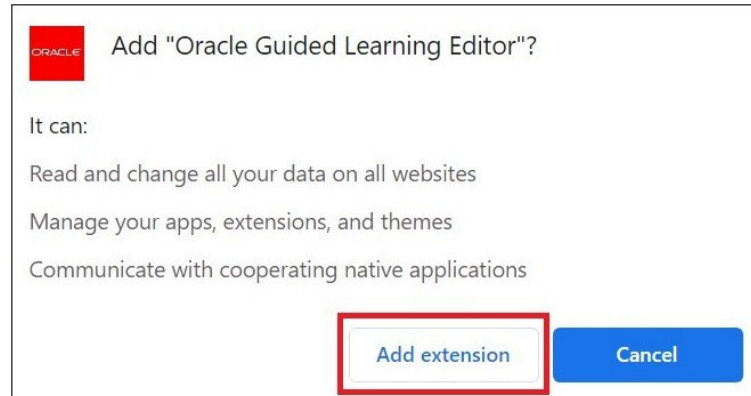 ORACLE
Add "Oracle Guided Learning Editor"?
It can:
Read and change all your data on all websites
Manage your apps, extensions, and themes
Communicate with cooperating native applications
Add extension
Cancel